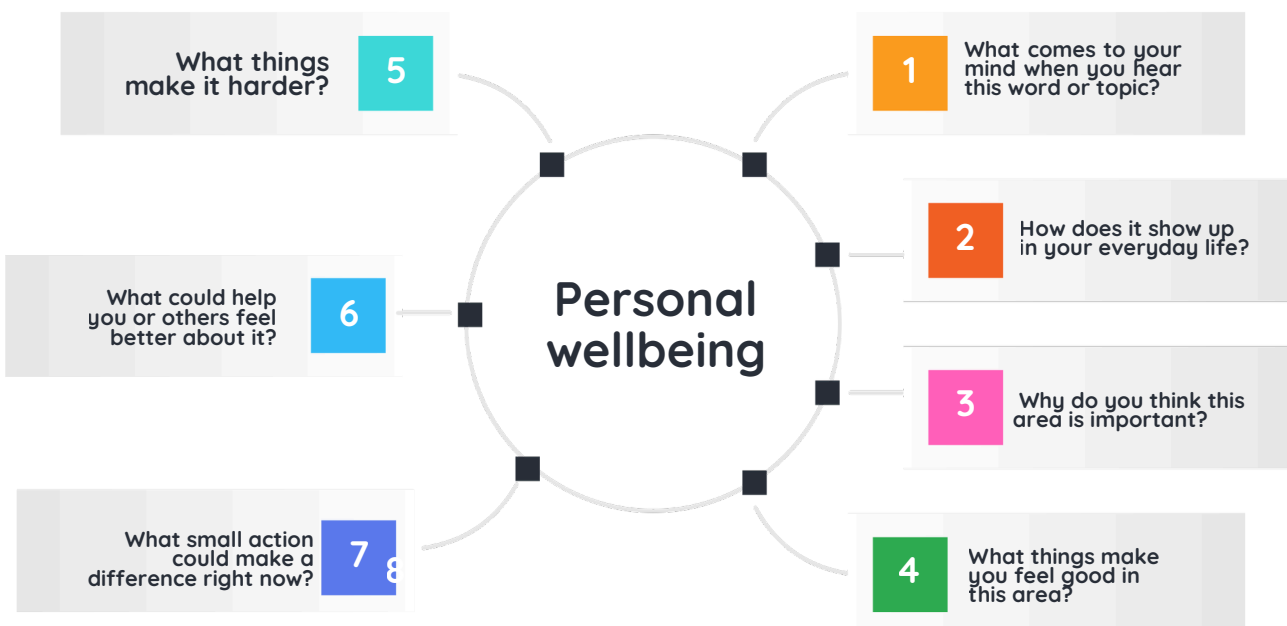 Personal
wellbeing
1
What comes to your
mind when you hear
this word or topic?
2
How does it show up
in your everyday life?
3
Why do you think this
area is important?
4
What things make
you feel good in
this area?
5
What things
make it harder?
6
What could help
you or others feel
better about it?
7
8
What small action
could make a
difference right now?